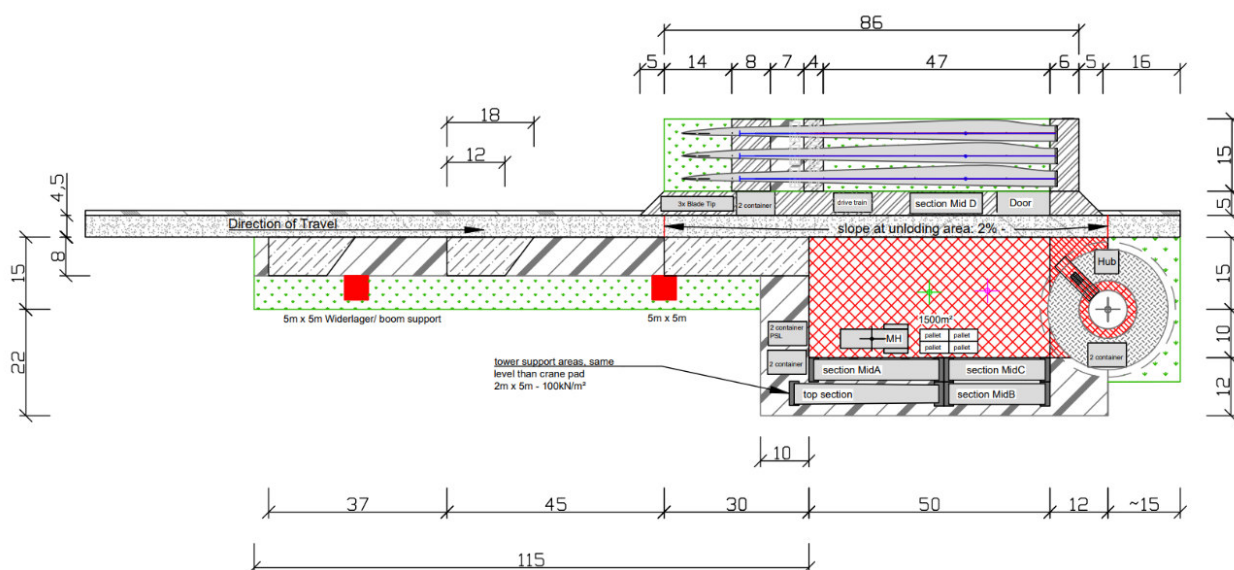 86
5 14 8 7 4 47 6 5 16
18
12
4,5
15
5
3x Blade Tip
2 container
drive train
section Mid D
Door
Direction of Travel
slope at unloding area: 2% -
8
15
15
Hub
5m x 5m Widerlager/ boom support
5m x 5m
1500m²
2 container
PSL
MH
pallet pallet
pallet pallet
10
22
tower support areas, same
level than crane pad
2m x 5m - 100kN/m²
2 container
2 container
section MidA
section MidC
top section
section MidB
12
10
37 45 30 50 12 ~15
115